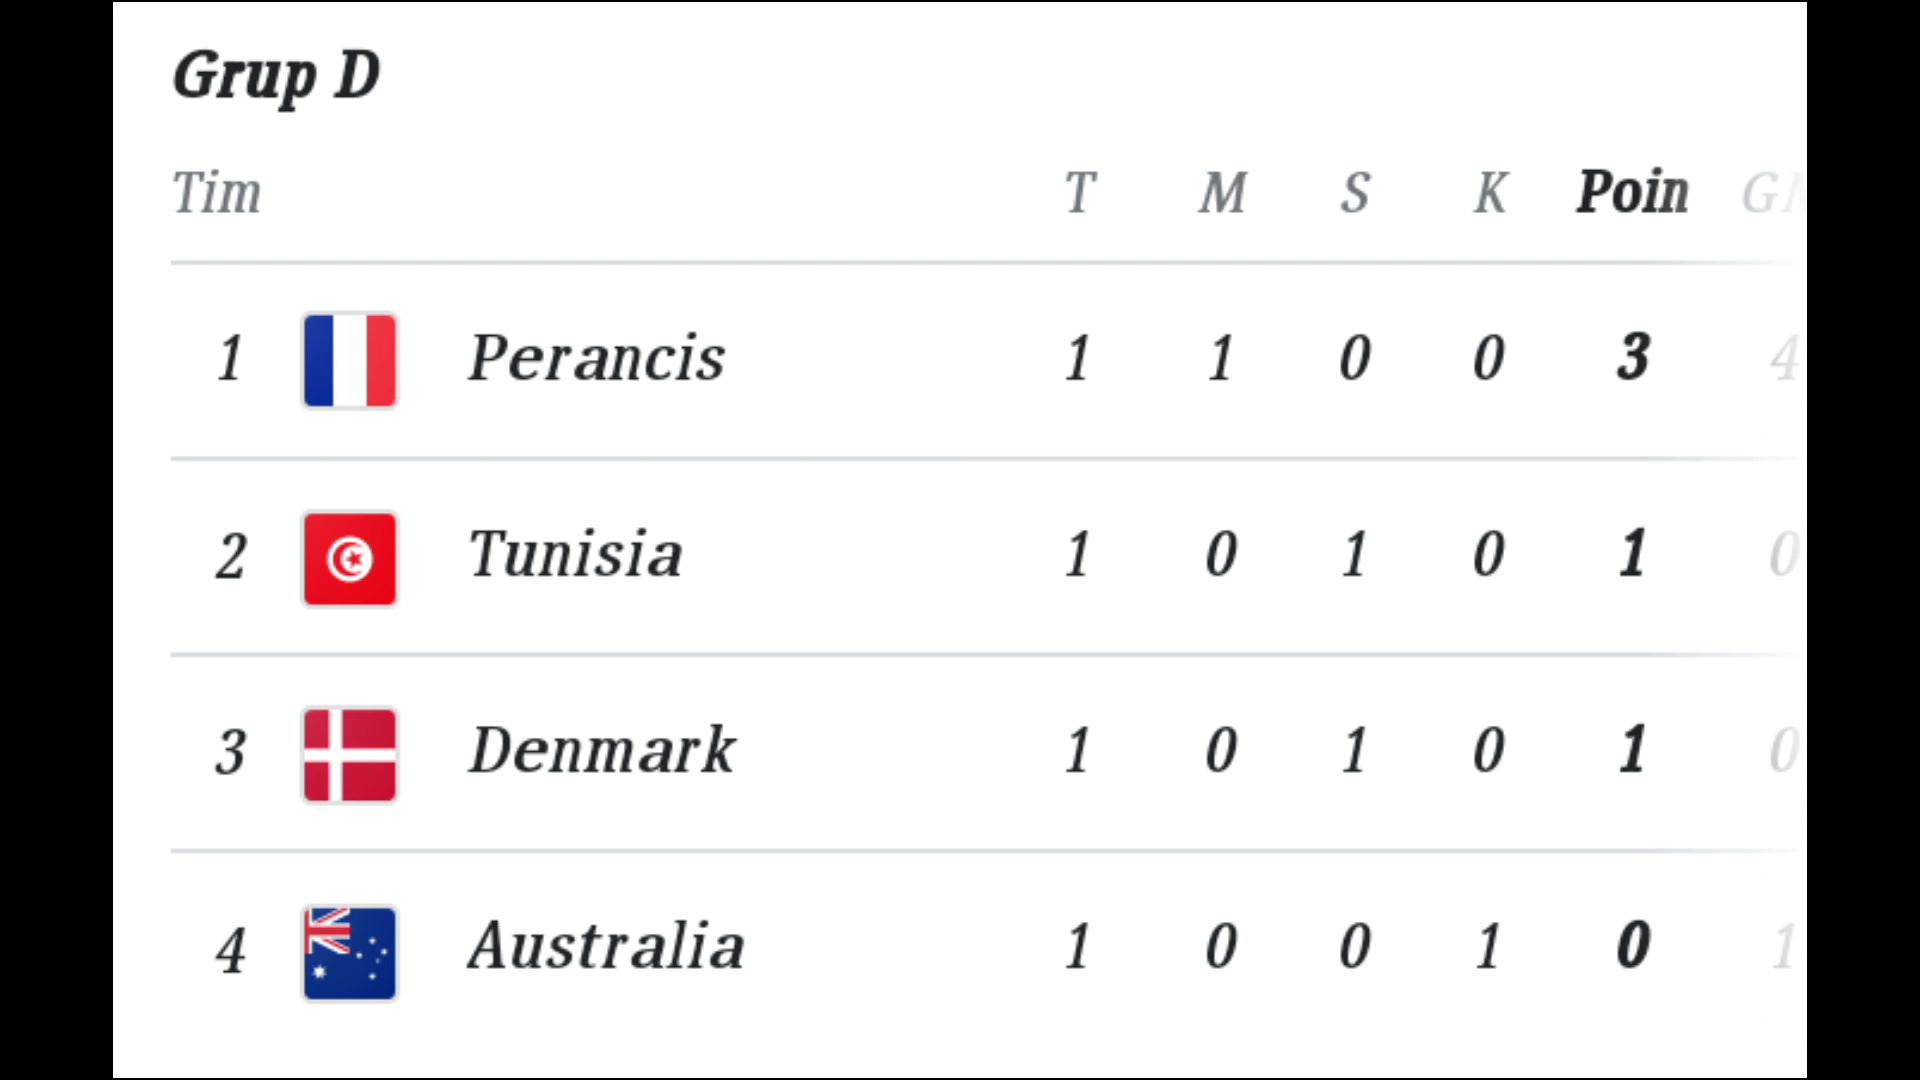 Grup D
Tim T M S K Poin
1 Perancis 1 1 0 0 3 4
2 Tunisia 1 0 1 0 1 0
3 Denmark 1 0 1 0 1 0
4 Australia 1 0 0 1 0 1